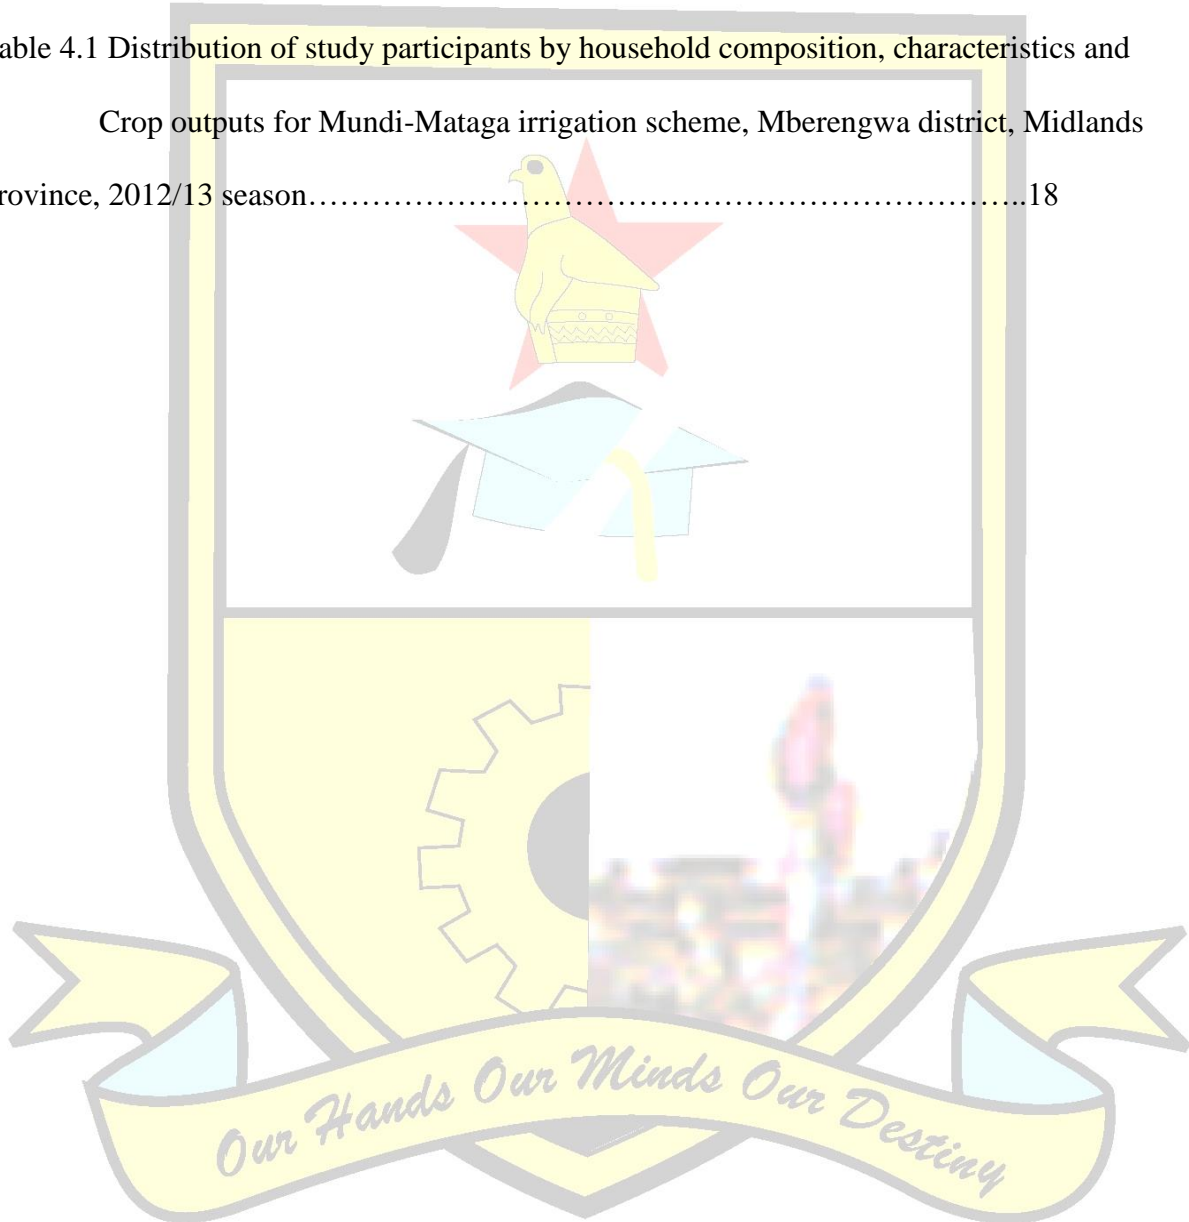 able 4.1 Distribution of study participants by household composition, characteristics and
Crop outputs for Mundi-Mataga irrigation scheme, Mberengwa district, Midlands
rovince, 2012/13 season…………………………………………………………..18
Our Hands Our Minds Our Destiny